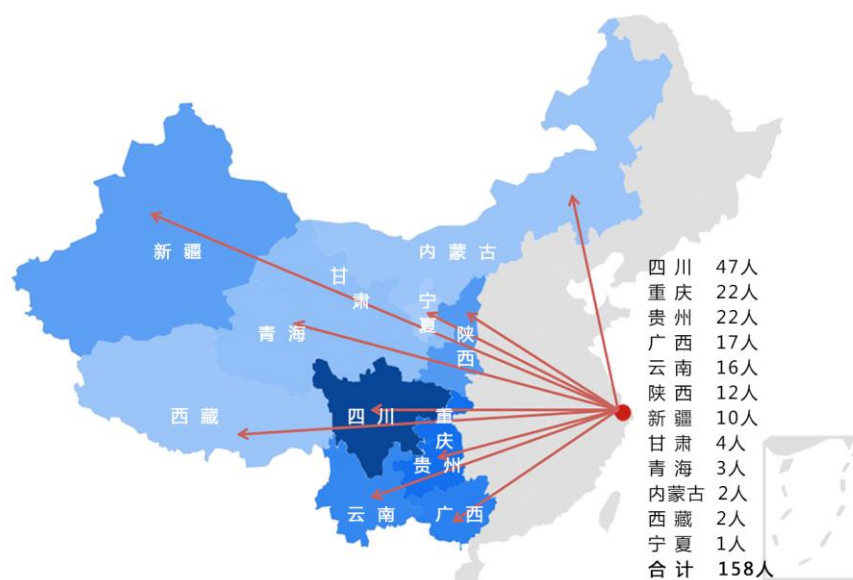 新疆
内蒙古
甘肃
宁夏
青海
陕西
西藏
四川
重庆
贵州
云南
广西
四川 47人
重庆 22人
贵州 22人
广西 17人
云南 16人
陕西 12人
新疆 10人
甘肃 4人
青海 3人
内蒙古 2人
西藏 2人
宁夏 1人
合计 158人